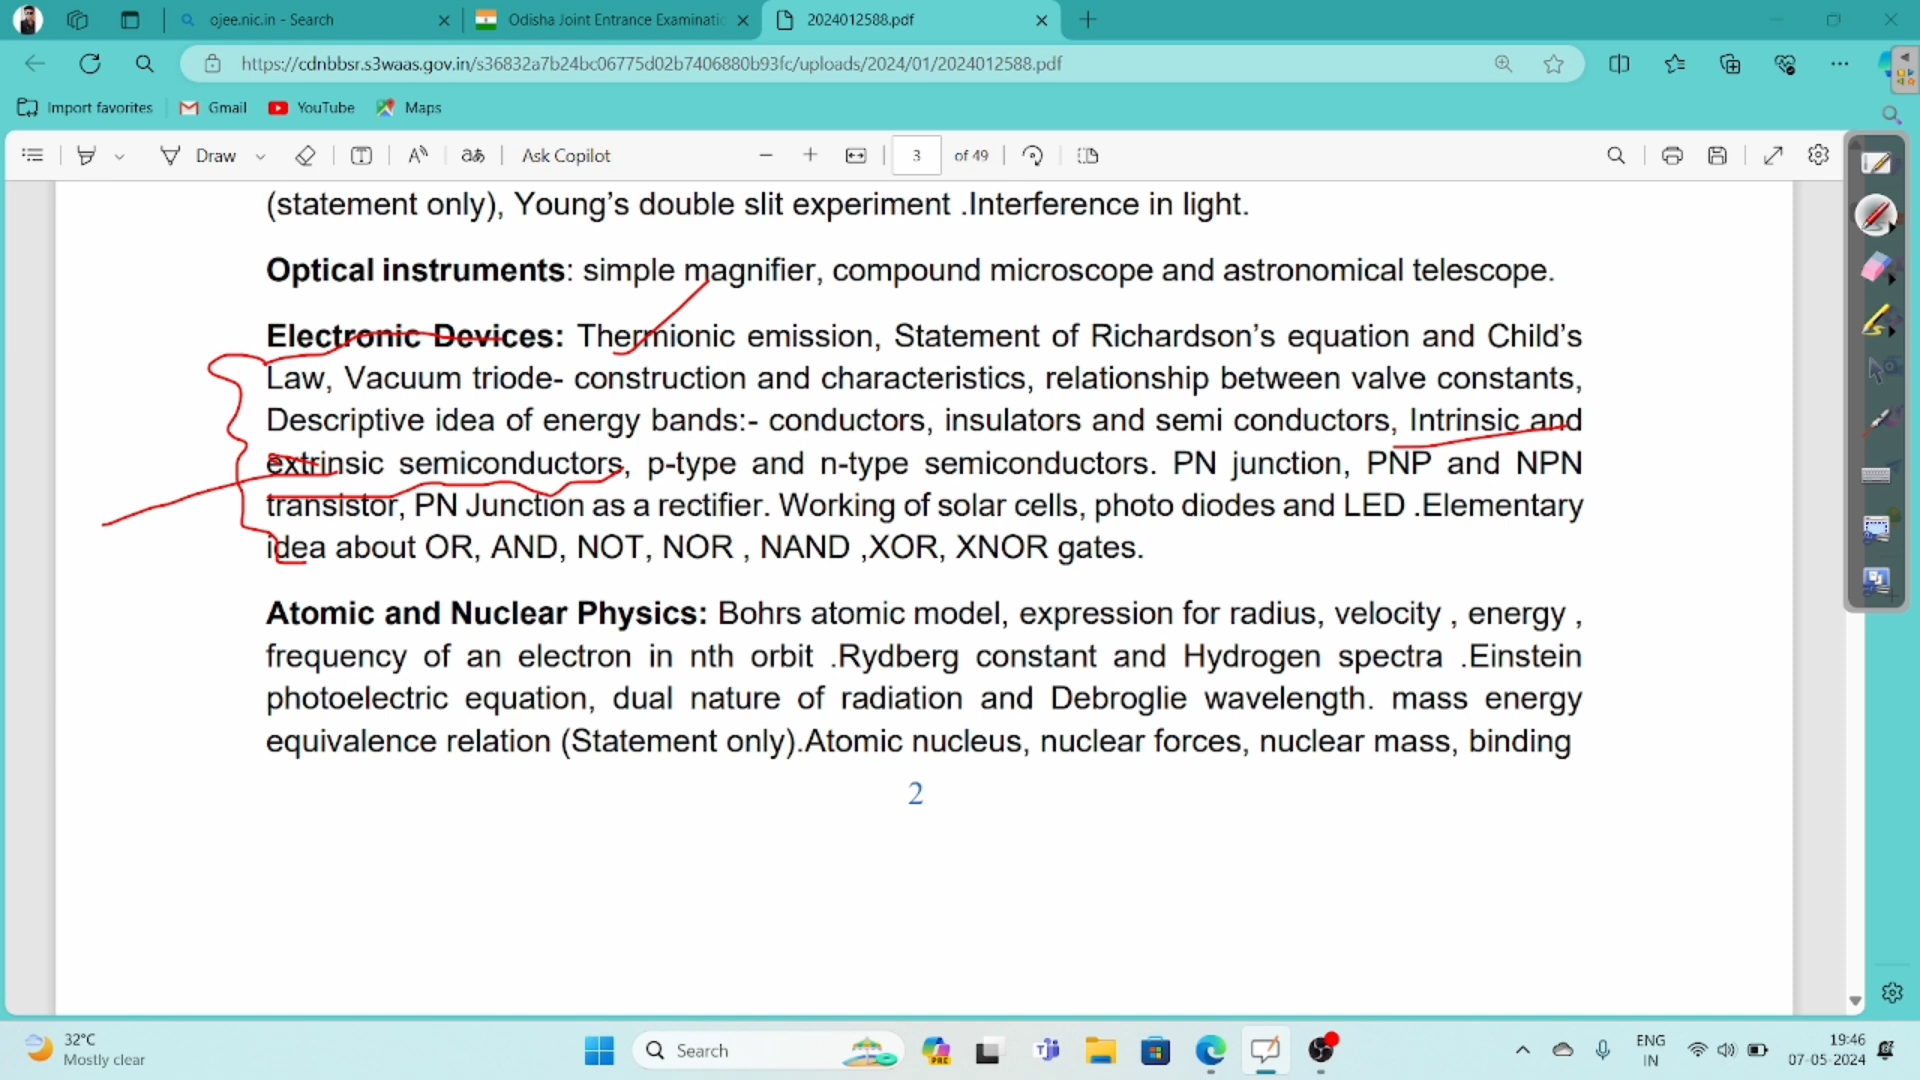 ojee.nic.in - Search
Odisha Joint Entrance Examinatio
2024012588.pdf
https://cdnbbsr.s3waas.gov.in/s36832a7b24bc06775d02b7406880b93fc/uploads/2024/01/2024012588.pdf
Import favorites
Gmail
YouTube
Maps
Draw
Ask Copilot
3 of 49
(statement only), Young’s double slit experiment .Interference in light.
Optical instruments: simple magnifier, compound microscope and astronomical telescope.
Electronic Devices: Thermionic emission, Statement of Richardson’s equation and Child’s
Law, Vacuum triode- construction and characteristics, relationship between valve constants,
Descriptive idea of energy bands:- conductors, insulators and semi conductors, Intrinsic and
extrinsic semiconductors, p-type and n-type semiconductors. PN junction, PNP and NPN
transistor, PN Junction as a rectifier. Working of solar cells, photo diodes and LED .Elementary
idea about OR, AND, NOT, NOR , NAND ,XOR, XNOR gates.
Atomic and Nuclear Physics: Bohrs atomic model, expression for radius, velocity , energy ,
frequency of an electron in nth orbit .Rydberg constant and Hydrogen spectra .Einstein
photoelectric equation, dual nature of radiation and Debroglie wavelength. mass energy
equivalence relation (Statement only).Atomic nucleus, nuclear forces, nuclear mass, binding
2
32°C
Mostly clear
Search
PRE
ENG
IN
19:46
07-05-2024